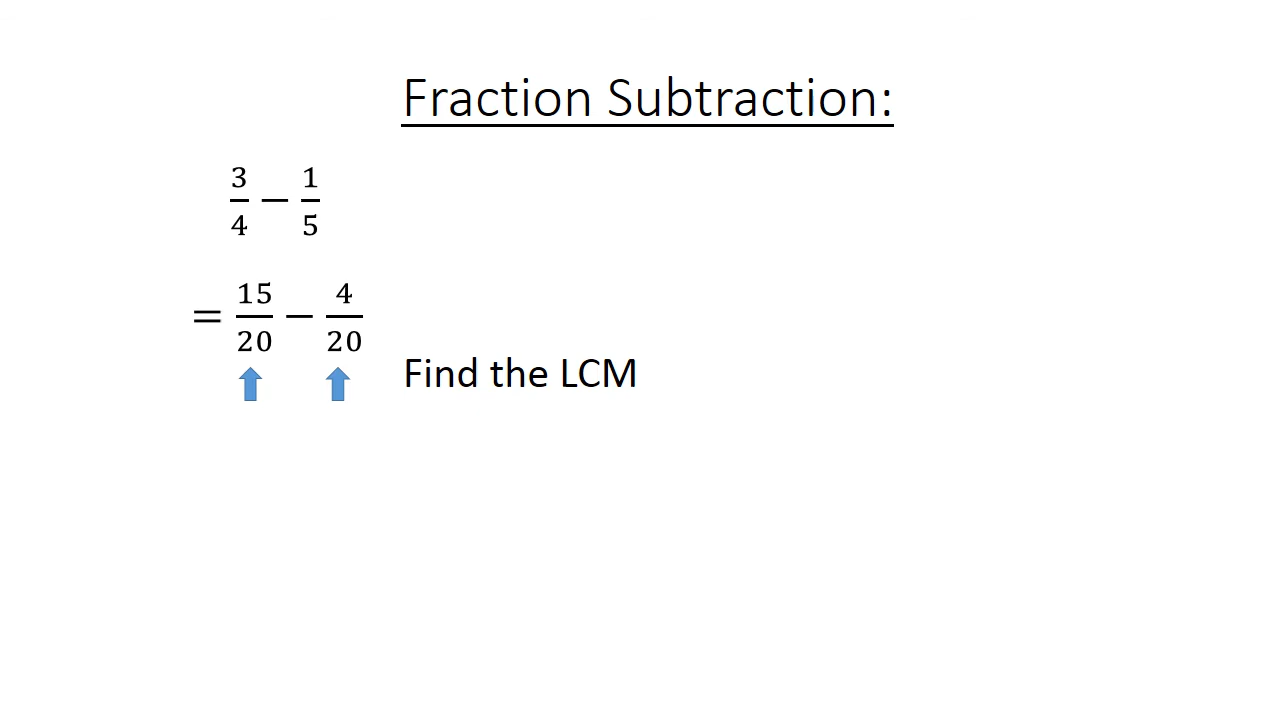 Fraction Subtraction:
3/4 − 1/5
= 15/20 − 4/20
Find the LCM